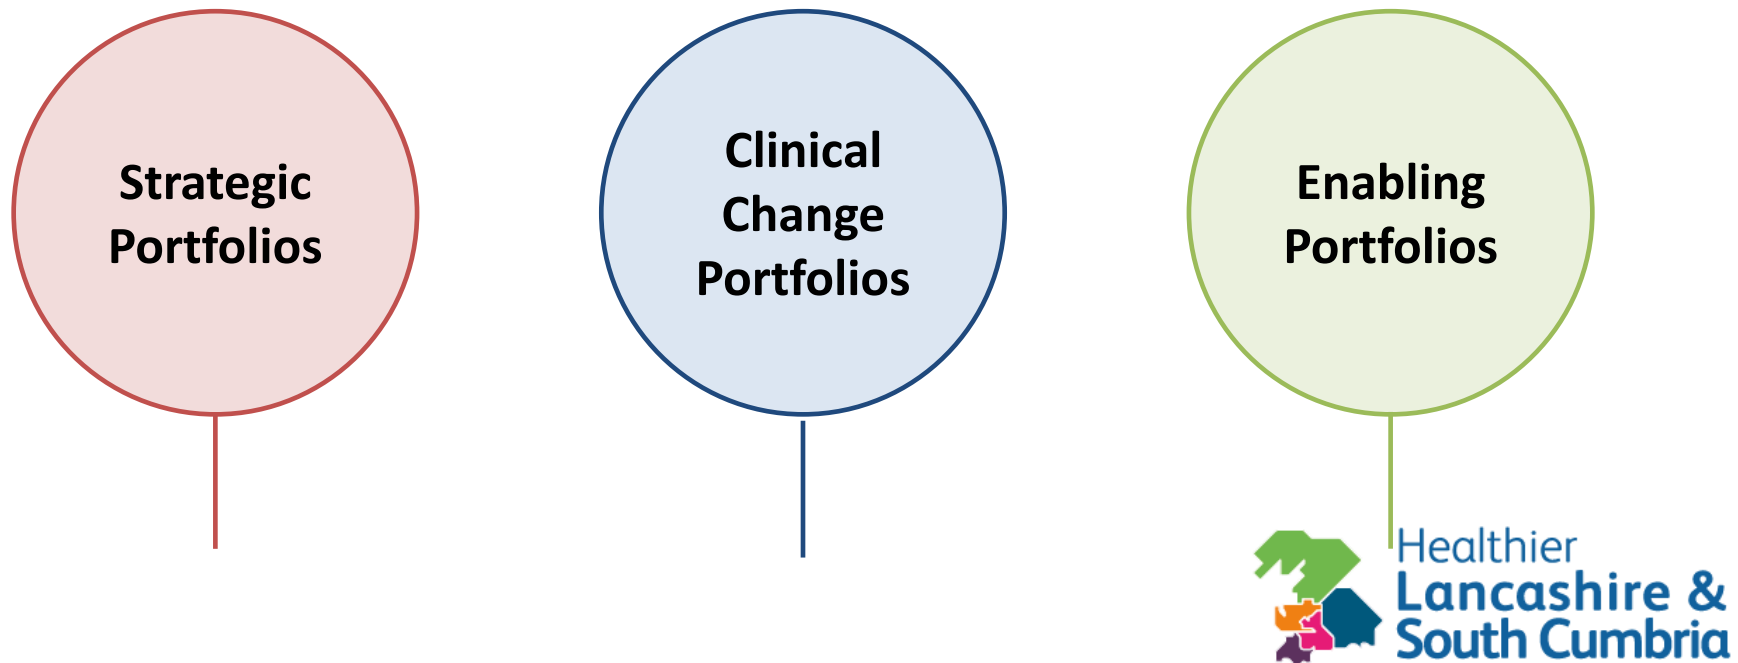 Strategic
Portfolios
Clinical
Change
Portfolios
Enabling
Portfolios
Healthier
Lancashire &
South Cumbria